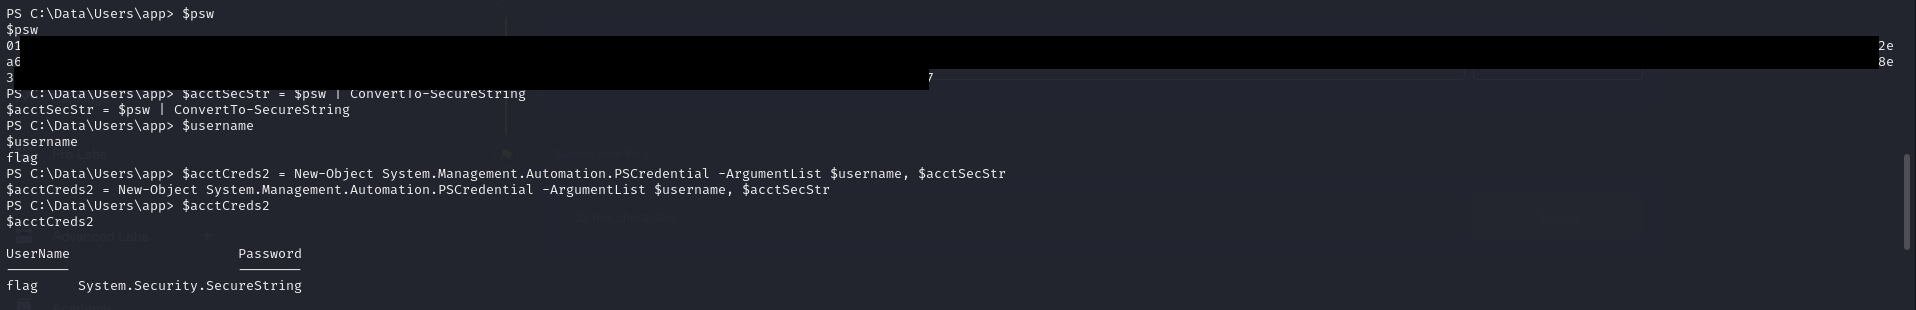 PS C:\Data\Users\app> $psw
$psw
01 2e
a6 8e
3 7
PS C:\Data\Users\app> $acctSecStr = $psw | ConvertTo-SecureString
$acctSecStr = $psw | ConvertTo-SecureString
PS C:\Data\Users\app> $username
$username
flag
PS C:\Data\Users\app> $acctCreds2 = New-Object System.Management.Automation.PSCredential -ArgumentList $username, $acctSecStr
$acctCreds2 = New-Object System.Management.Automation.PSCredential -ArgumentList $username, $acctSecStr
PS C:\Data\Users\app> $acctCreds2
$acctCreds2
UserName Password
-------- --------
flag System.Security.SecureString